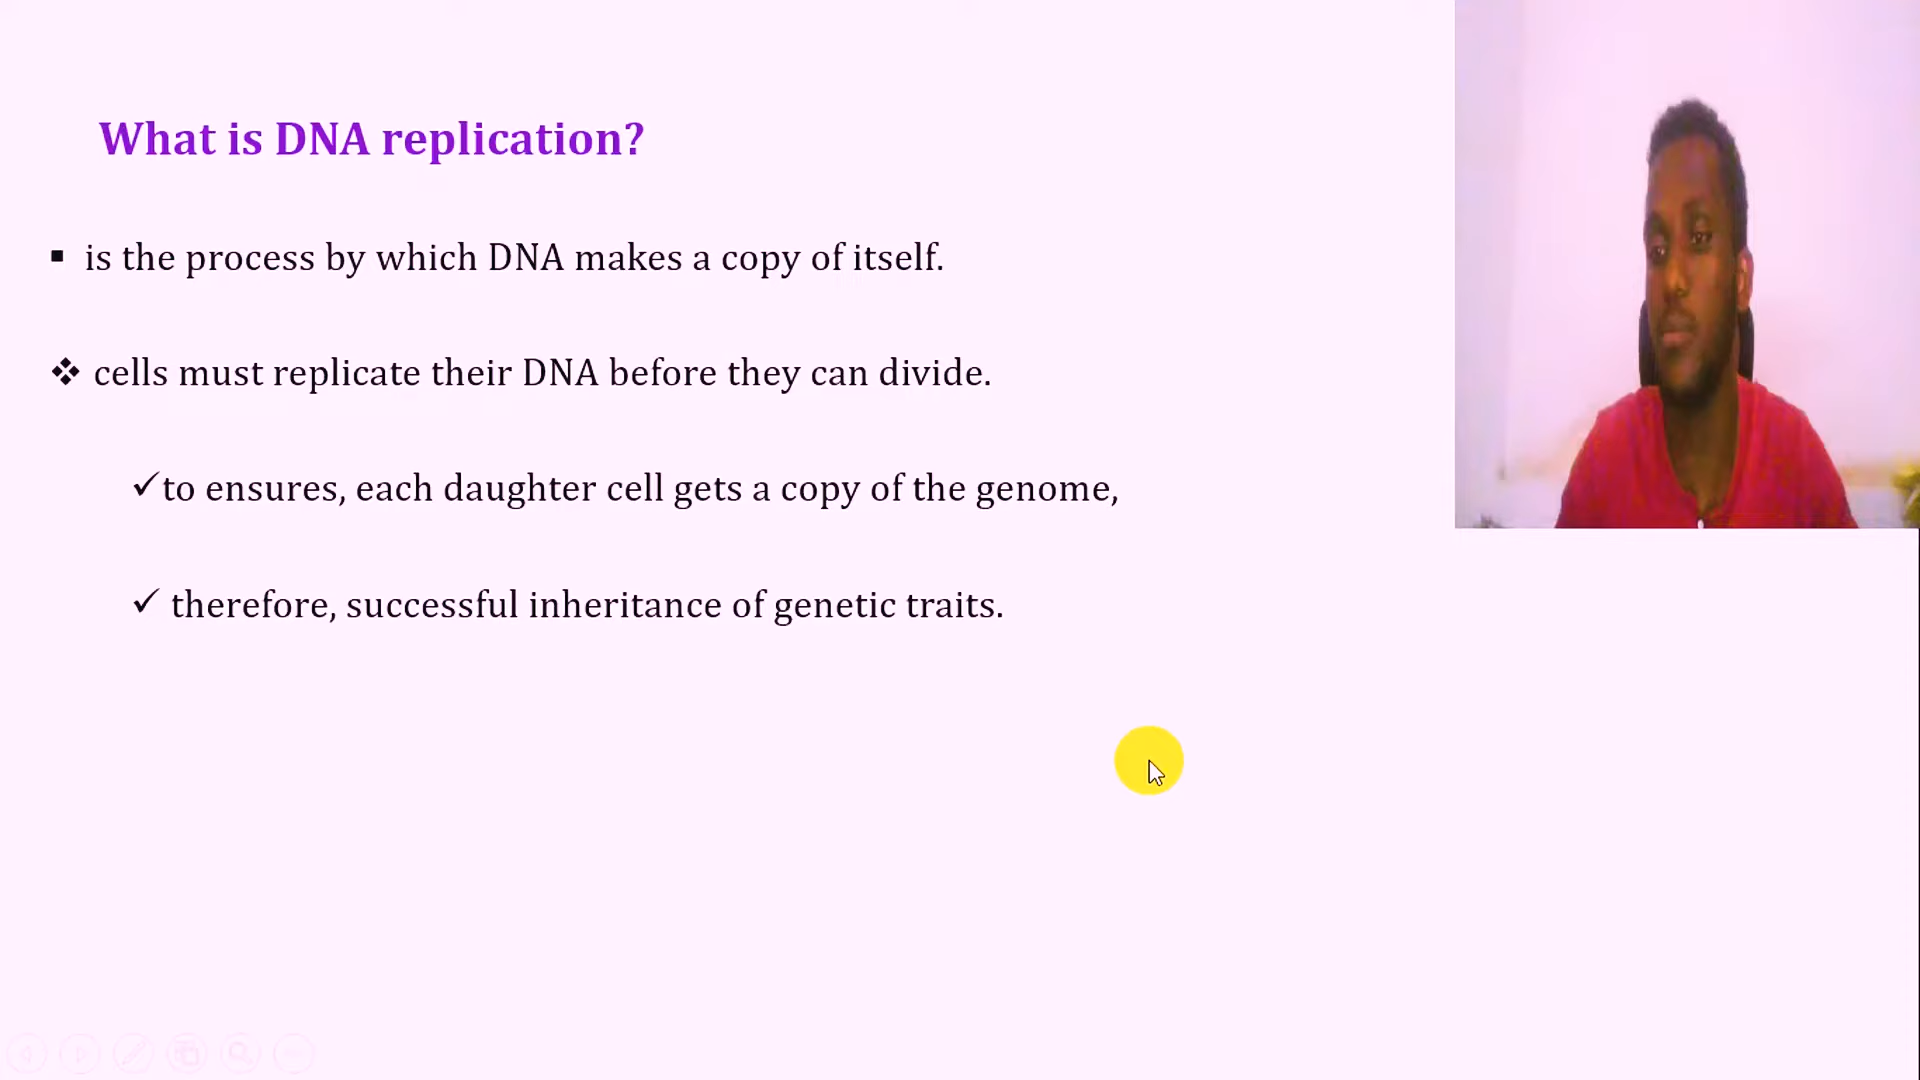 What is DNA replication?
▪ is the process by which DNA makes a copy of itself.
❖ cells must replicate their DNA before they can divide.
✓to ensures, each daughter cell gets a copy of the genome,
✓ therefore, successful inheritance of genetic traits.